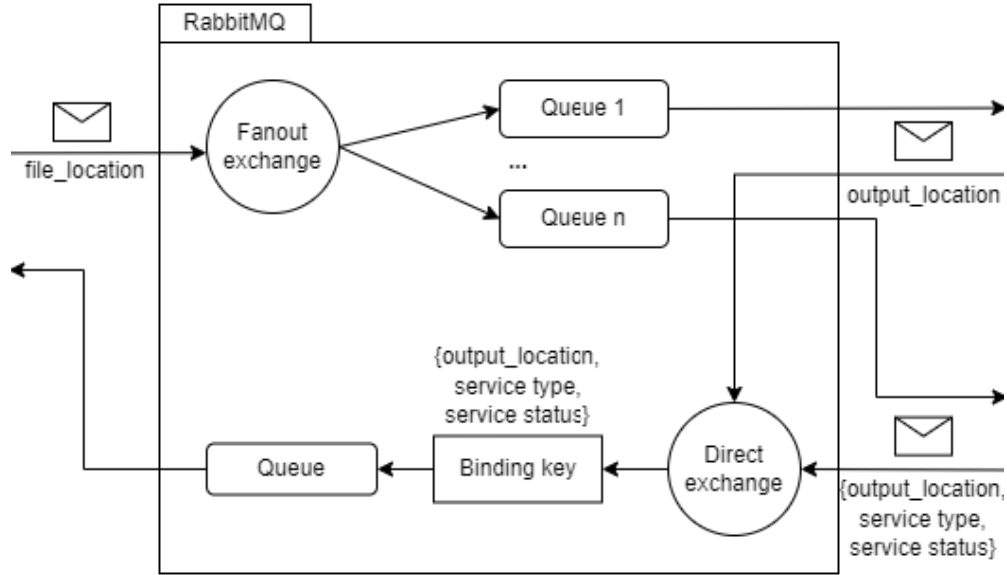 RabbitMQ
Fanout
exchange
Queue 1
file_location
...
output_location
Queue n
{output_location,
service type,
service status}
Queue
Binding key
Direct
exchange
{output_location,
service type,
service status}